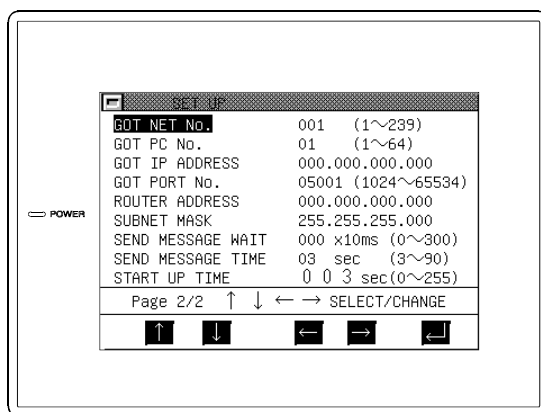 SET UP
GOT NET No. 001 (1～239)
GOT PC No. 01 (1～64)
GOT IP ADDRESS 000.000.000.000
GOT PORT No. 05001 (1024～65534)
ROUTER ADDRESS 000.000.000.000
SUBNET MASK 255.255.255.000
SEND MESSAGE WAIT 000 x10ms (0～300)
SEND MESSAGE TIME 03 sec (3～90)
START UP TIME 0 0 3 sec(0～255)
Page 2/2 ↑ ↓ ← → SELECT/CHANGE
↑ ↓ ← → ↵
POWER